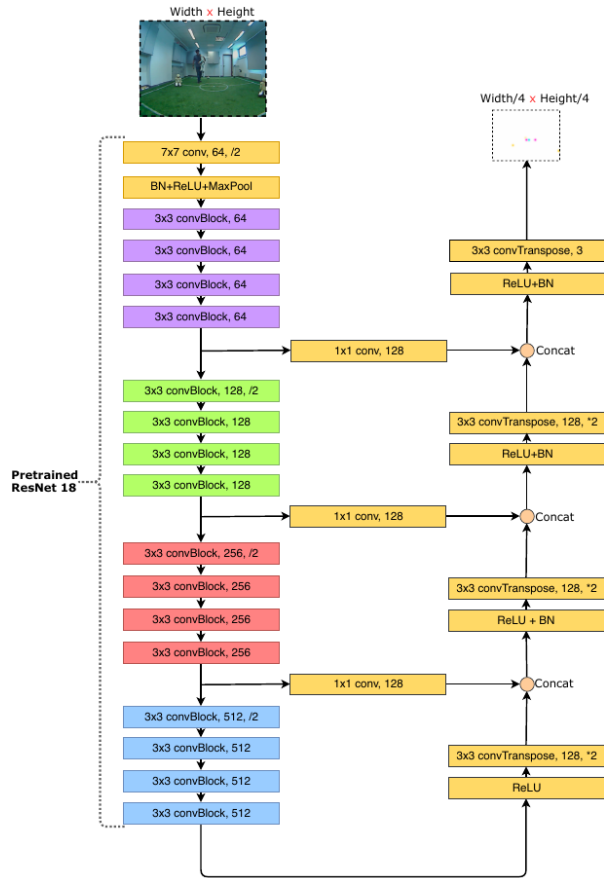 Width x Height
7x7 conv, 64, /2
BN+ReLU+MaxPool
3x3 convBlock, 64
3x3 convBlock, 64
3x3 convBlock, 64
3x3 convBlock, 64
1x1 conv, 128
3x3 convBlock, 128, /2
3x3 convBlock, 128
3x3 convBlock, 128
3x3 convBlock, 128
Pretrained
ResNet 18
1x1 conv, 128
3x3 convBlock, 256, /2
3x3 convBlock, 256
3x3 convBlock, 256
3x3 convBlock, 256
1x1 conv, 128
3x3 convBlock, 512, /2
3x3 convBlock, 512
3x3 convBlock, 512
3x3 convBlock, 512
Width/4 x Height/4
3x3 convTranspose, 3
ReLU+BN
Concat
3x3 convTranspose, 128, *2
ReLU+BN
Concat
3x3 convTranspose, 128, *2
ReLU + BN
Concat
3x3 convTranspose, 128, *2
ReLU